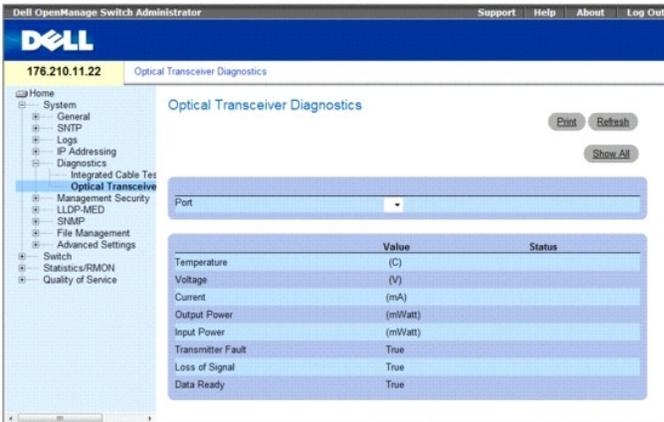 Dell OpenManage Switch Administrator
Support Help About Log Out
DELL
176.210.11.22
Optical Transceiver Diagnostics
Home
System
General
SNTP
Logs
IP Addressing
Diagnostics
Integrated Cable Tes
Optical Transceive
Management Security
LLDP-MED
SNMP
File Management
Advanced Settings
Switch
Statistics/RMON
Quality of Service
Optical Transceiver Diagnostics
Print Refresh
Show All
Port
Value Status
Temperature (C)
Voltage (V)
Current (mA)
Output Power (mWatt)
Input Power (mWatt)
Transmitter Fault True
Loss of Signal True
Data Ready True